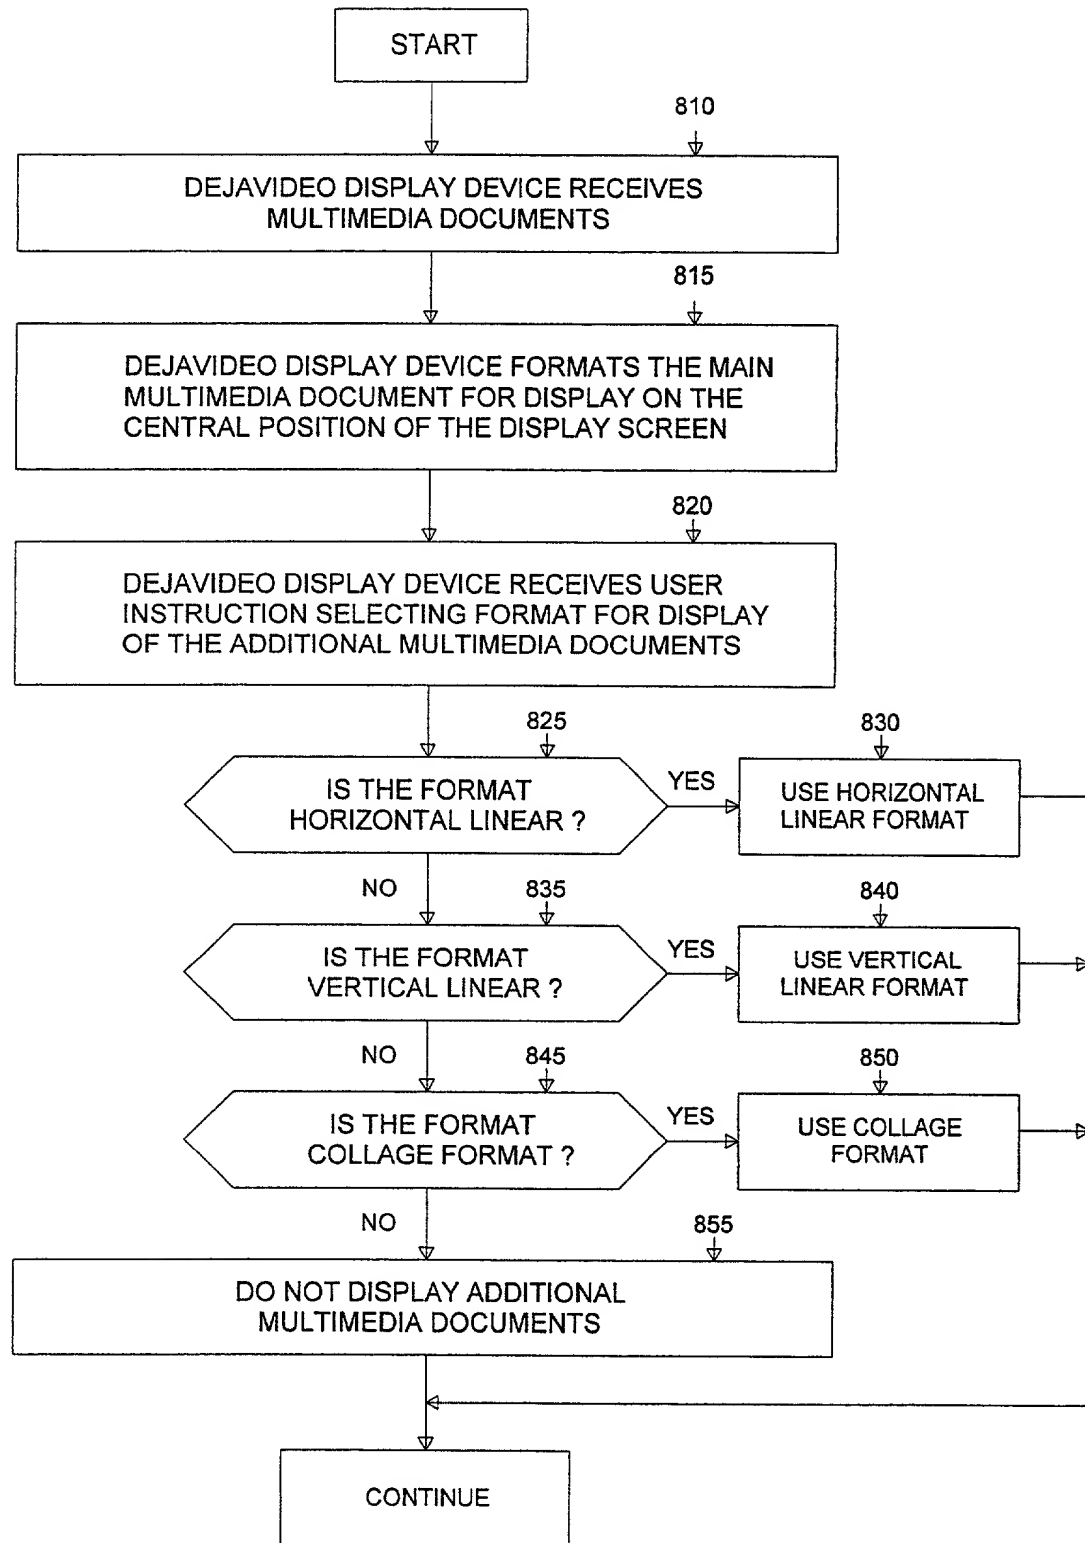 START
810
DEJAVIDEO DISPLAY DEVICE RECEIVES
MULTIMEDIA DOCUMENTS
815
DEJAVIDEO DISPLAY DEVICE FORMATS THE MAIN
MULTIMEDIA DOCUMENT FOR DISPLAY ON THE
CENTRAL POSITION OF THE DISPLAY SCREEN
820
DEJAVIDEO DISPLAY DEVICE RECEIVES USER
INSTRUCTION SELECTING FORMAT FOR DISPLAY
OF THE ADDITIONAL MULTIMEDIA DOCUMENTS
825
IS THE FORMAT
HORIZONTAL LINEAR ?
YES
830
USE HORIZONTAL
LINEAR FORMAT
NO
835
IS THE FORMAT
VERTICAL LINEAR ?
YES
840
USE VERTICAL
LINEAR FORMAT
NO
845
IS THE FORMAT
COLLAGE FORMAT ?
YES
850
USE COLLAGE
FORMAT
NO
855
DO NOT DISPLAY ADDITIONAL
MULTIMEDIA DOCUMENTS
CONTINUE